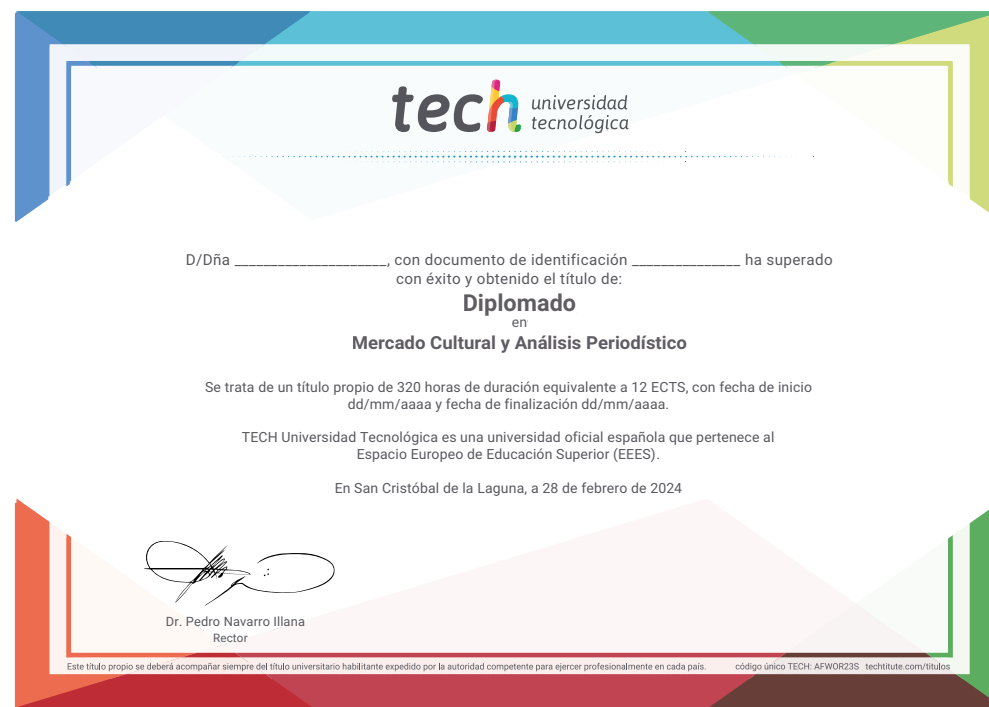 tech universidad
tecnológica
D/Dña _____________________, con documento de identificación _______________ ha superado
con éxito y obtenido el título de:
Diplomado
en
Mercado Cultural y Análisis Periodístico
Se trata de un título propio de 320 horas de duración equivalente a 12 ECTS, con fecha de inicio
dd/mm/aaaa y fecha de finalización dd/mm/aaaa.
TECH Universidad Tecnológica es una universidad oficial española que pertenece al
Espacio Europeo de Educación Superior (EEES).
En San Cristóbal de la Laguna, a 28 de febrero de 2024
Dr. Pedro Navarro Illana
Rector
Este título propio se deberá acompañar siempre del título universitario habilitante expedido por la autoridad competente para ejercer profesionalmente en cada país. código único TECH: AFWOR23S techtitute.com/titulos